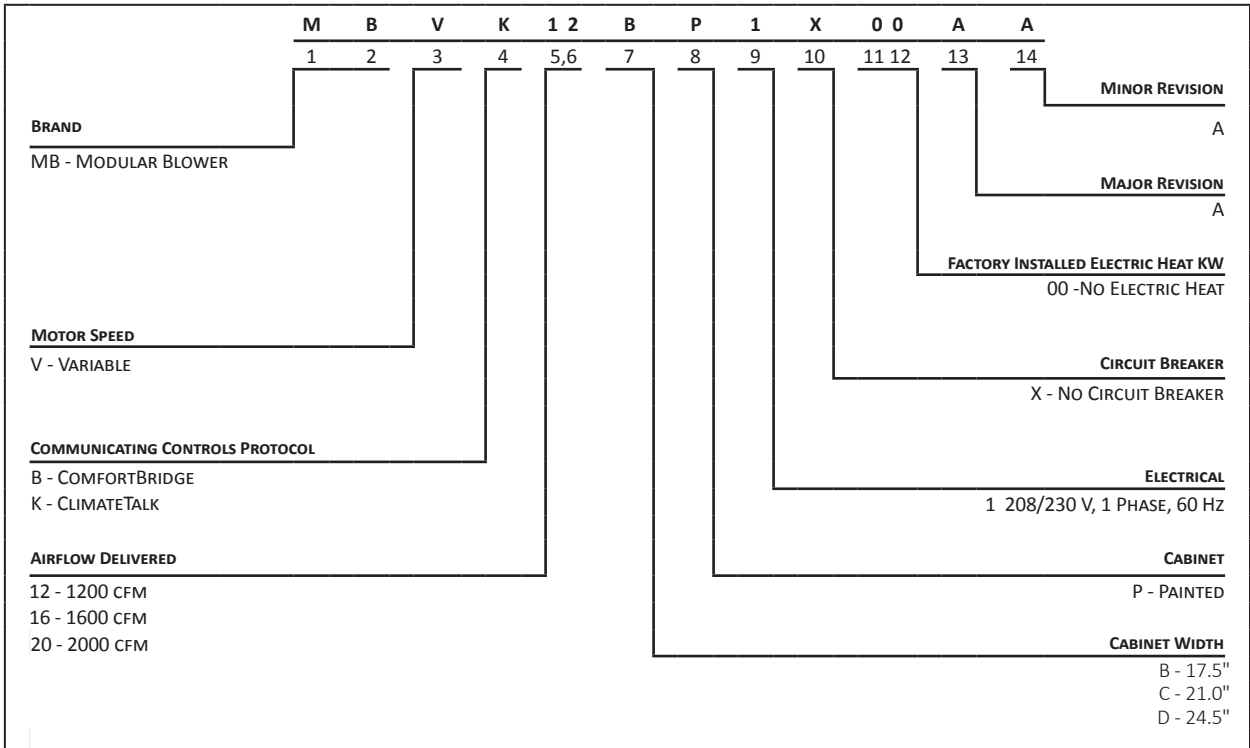 M B V K 1 2 B P 1 X 0 0 A A
1 2 3 4 5,6 7 8 9 10 11 12 13 14
Minor Revision
A
Brand
MB - Modular Blower
Major Revision
A
Factory Installed Electric Heat KW
00 -No Electric Heat
Motor Speed
V - Variable
Circuit Breaker
X - No Circuit Breaker
Communicating Controls Protocol
B - ComfortBridge
K - ClimateTalk
Electrical
1 208/230 V, 1 Phase, 60 Hz
Airflow Delivered
12 - 1200 cfm
16 - 1600 cfm
20 - 2000 cfm
Cabinet
P - Painted
Cabinet Width
B - 17.5"
C - 21.0"
D - 24.5"